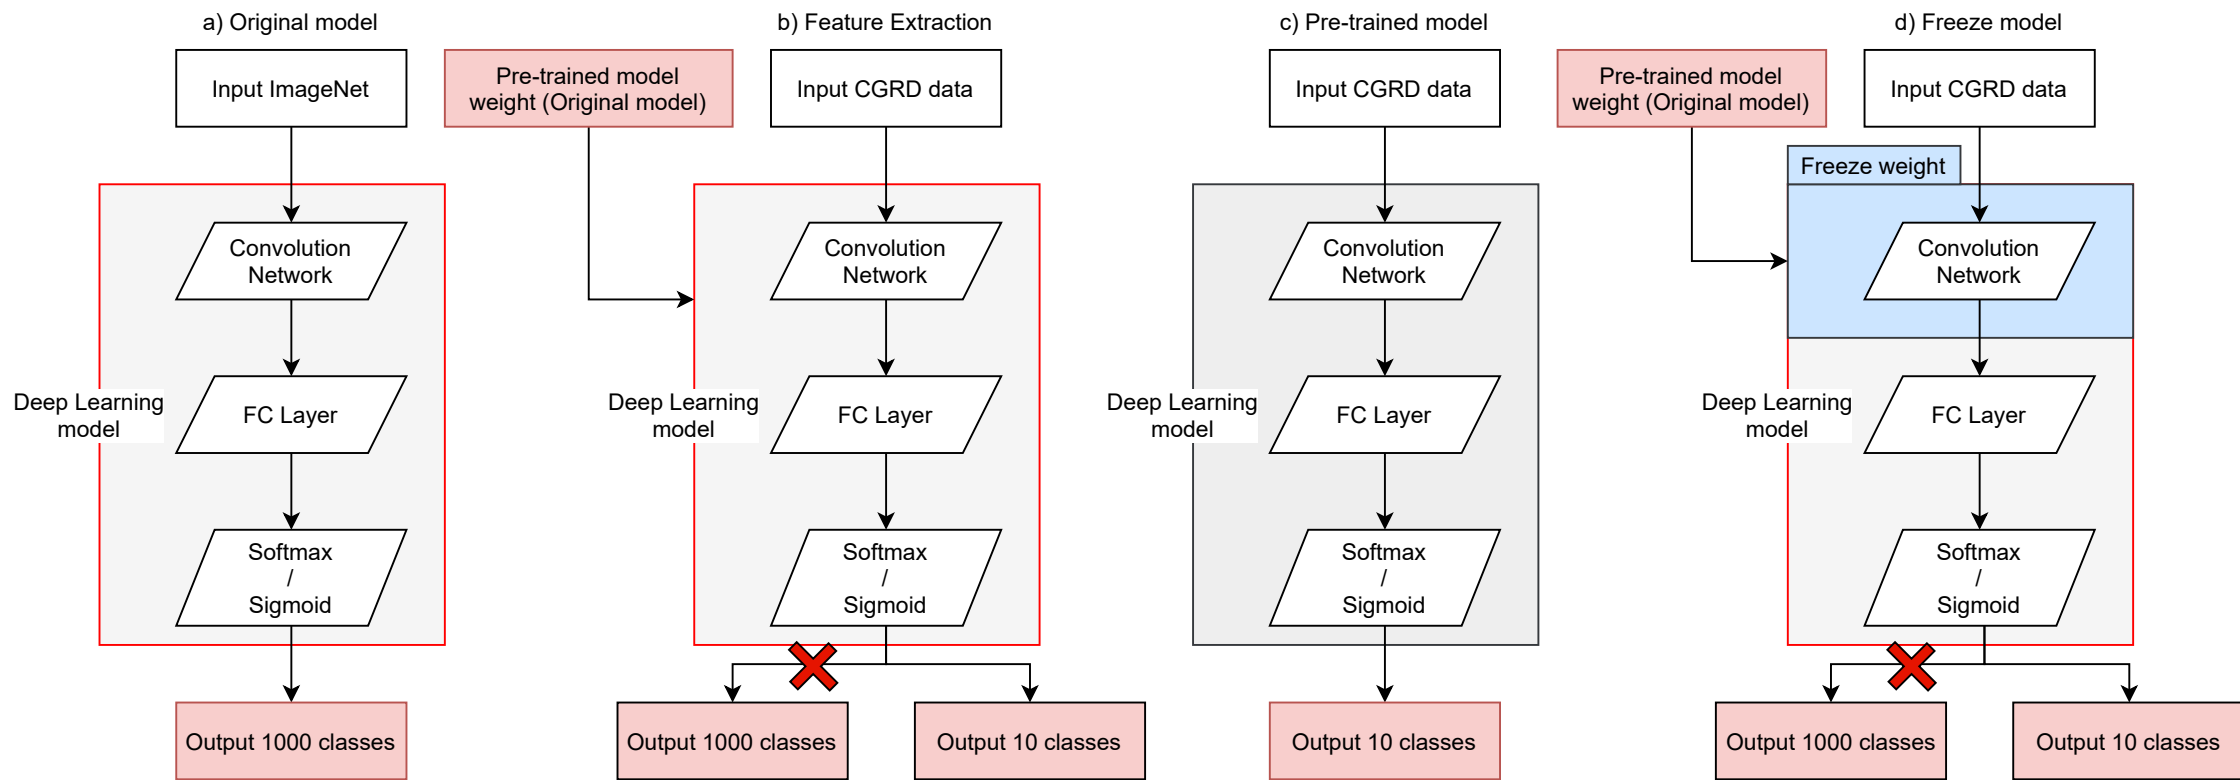 a) Original model
Input ImageNet
Convolution
Network
FC Layer
Deep Learning
model
Softmax
/
Sigmoid
Output 1000 classes
b) Feature Extraction
Pre-trained model
weight (Original model)
Input CGRD data
Convolution
Network
FC Layer
Deep Learning
model
Softmax
/
Sigmoid
Output 1000 classes
Output 10 classes
c) Pre-trained model
Input CGRD data
Convolution
Network
FC Layer
Deep Learning
model
Softmax
/
Sigmoid
Output 10 classes
d) Freeze model
Pre-trained model
weight (Original model)
Input CGRD data
Freeze weight
Convolution
Network
FC Layer
Deep Learning
model
Softmax
/
Sigmoid
Output 1000 classes
Output 10 classes